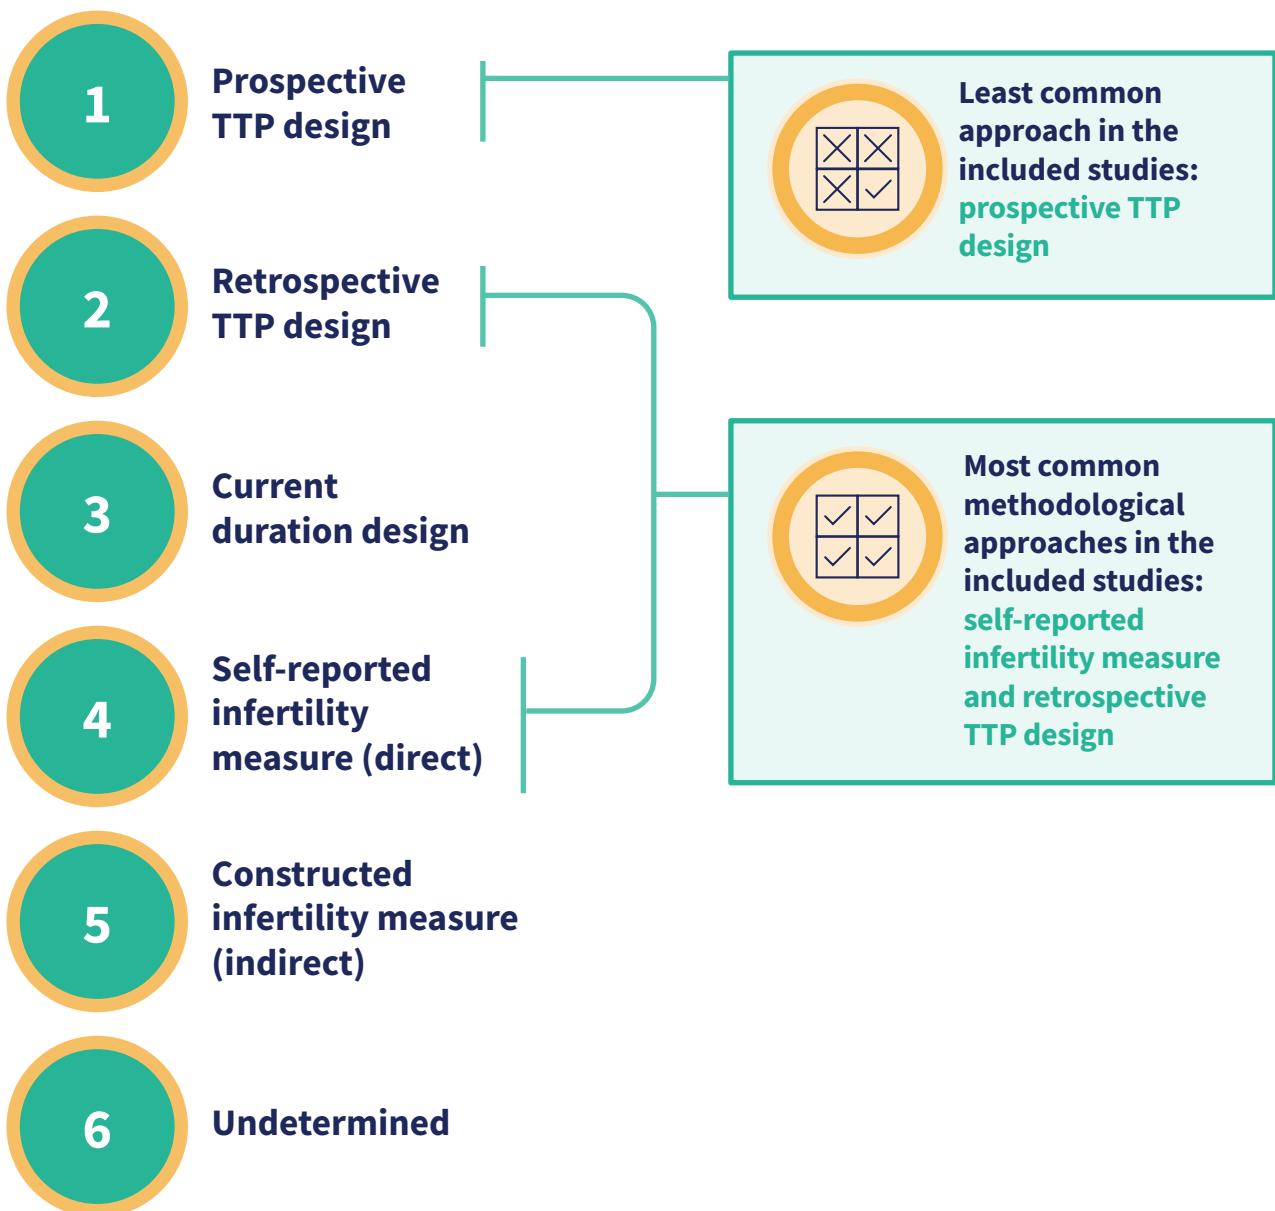 1
Prospective
TTP design
Least common
approach in the
included studies:
prospective TTP
design
2
Retrospective
TTP design
3
Current
duration design
Most common
methodological
approaches in the
included studies:
self-reported
infertility measure
and retrospective
TTP design
4
Self-reported
infertility
measure (direct)
5
Constructed
infertility measure
(indirect)
6
Undetermined